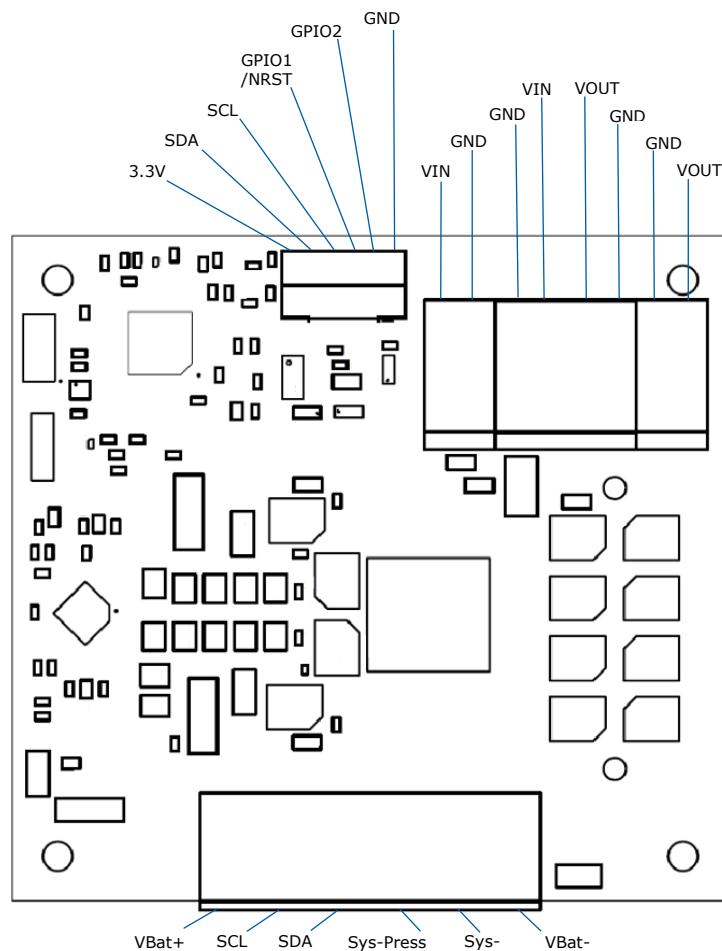 GND
GPIO2
GPIO1
/NRST
SCL
SDA
3.3V
VIN
VOUT
GND
GND
GND
GND
VIN
VOUT
VBat+
SCL
SDA
Sys-Press
Sys-
VBat-